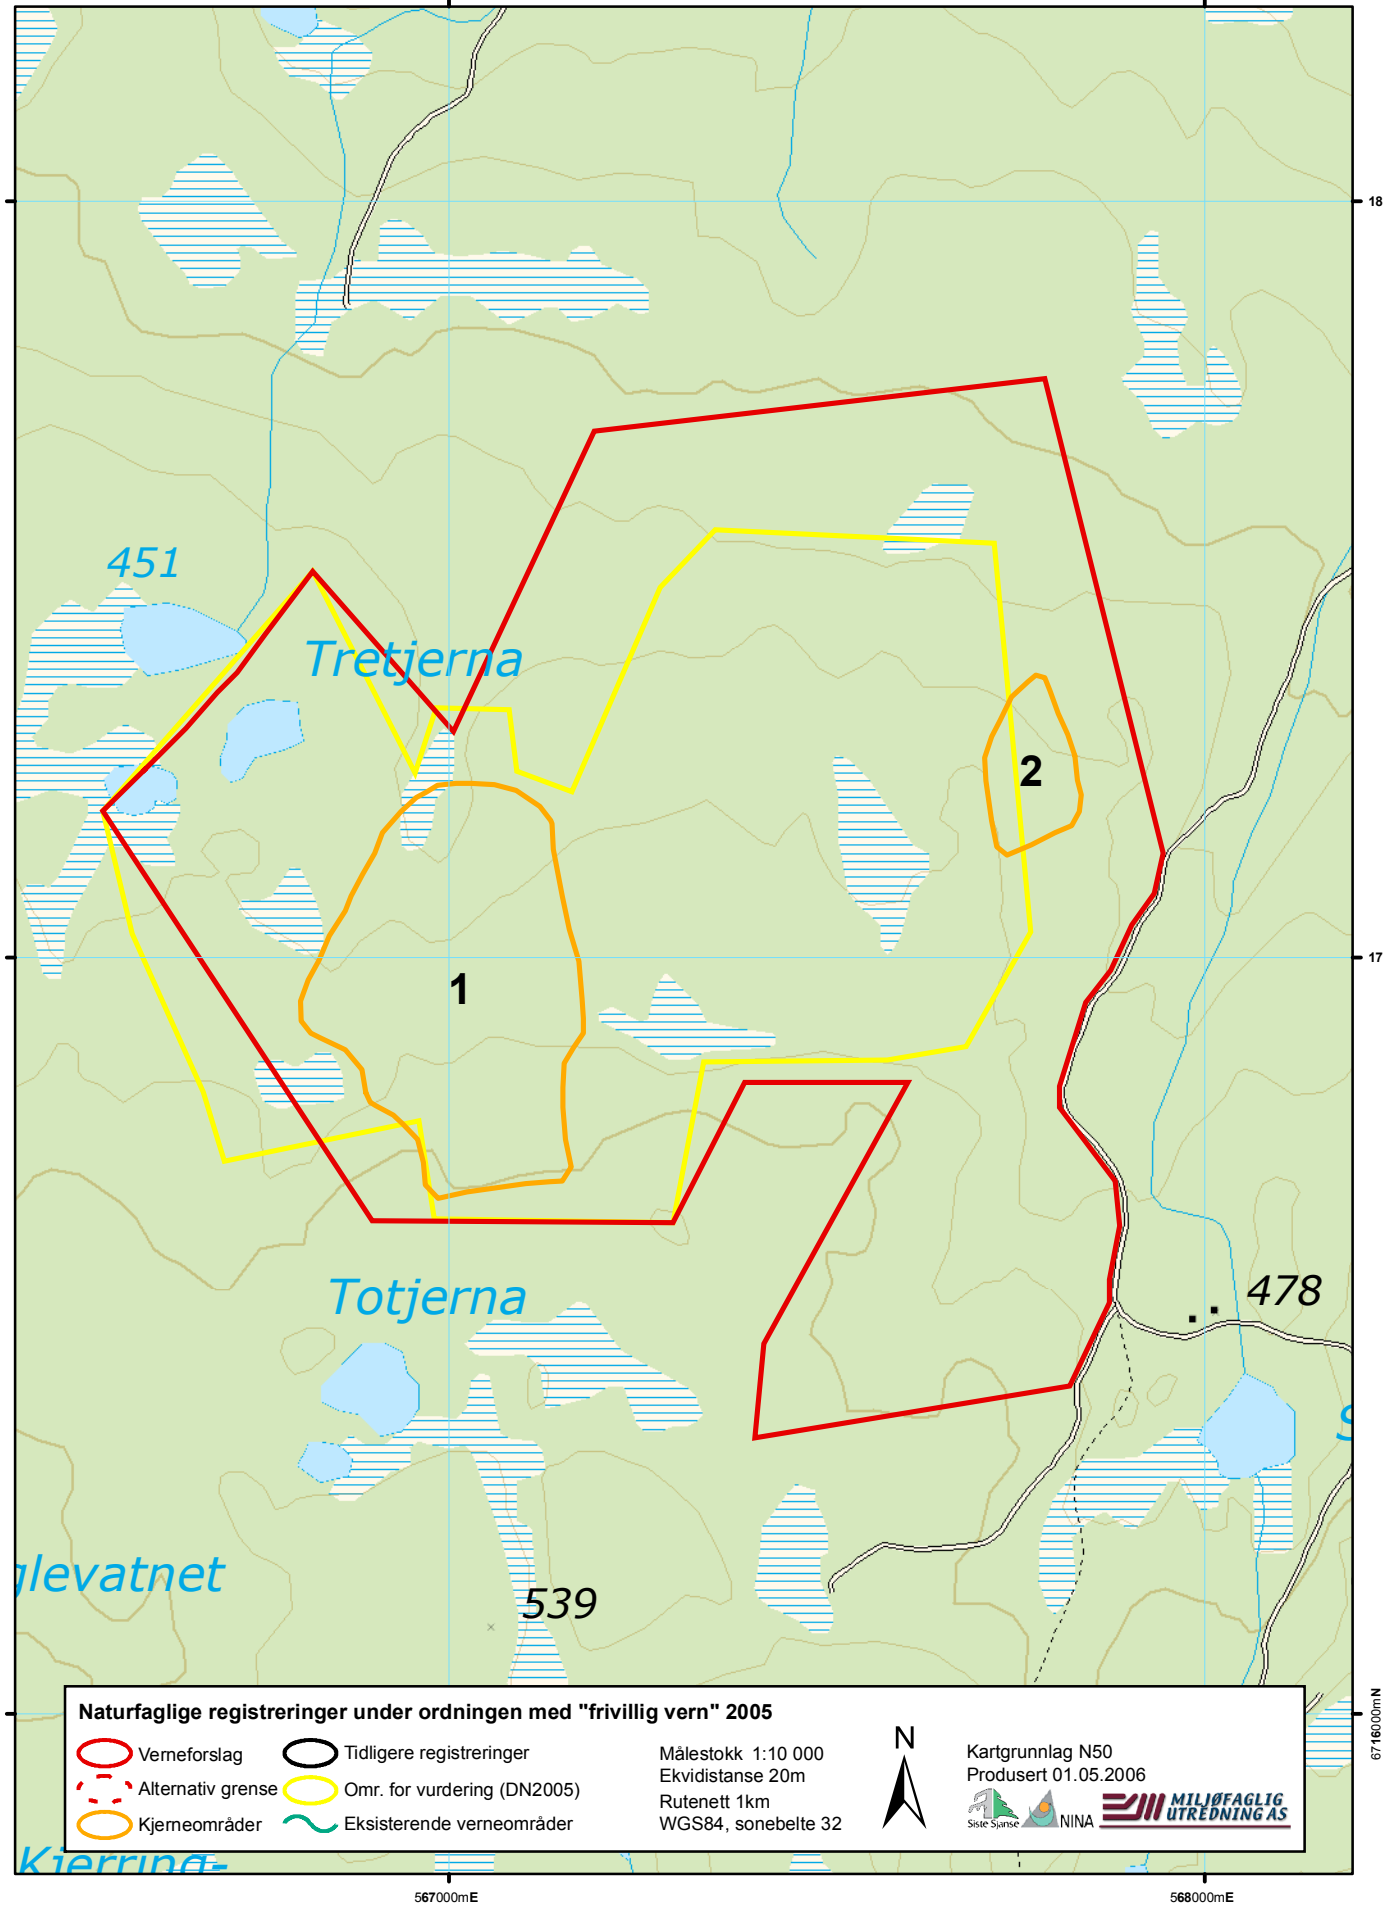 18
451
Tretjerna
2
17
1
478
Totjerna
S
glevatnet
539
Naturfaglige registreringer under ordningen med "frivillig vern" 2005
Verneforslag
Tidligere registreringer
Alternativ grense
Omr. for vurdering (DN2005)
Kjerneområder
Eksisterende verneområder
Målestokk 1:10 000
Ekvidistanse 20m
Rutenett 1km
WGS84, sonebelte 32
N
Kartgrunnlag N50
Produsert 01.05.2006
Siste Sjanse
NINA
MILJØFAGLIG
UTREDNING AS
6716000mN
Kjerring-
567000mE
568000mE